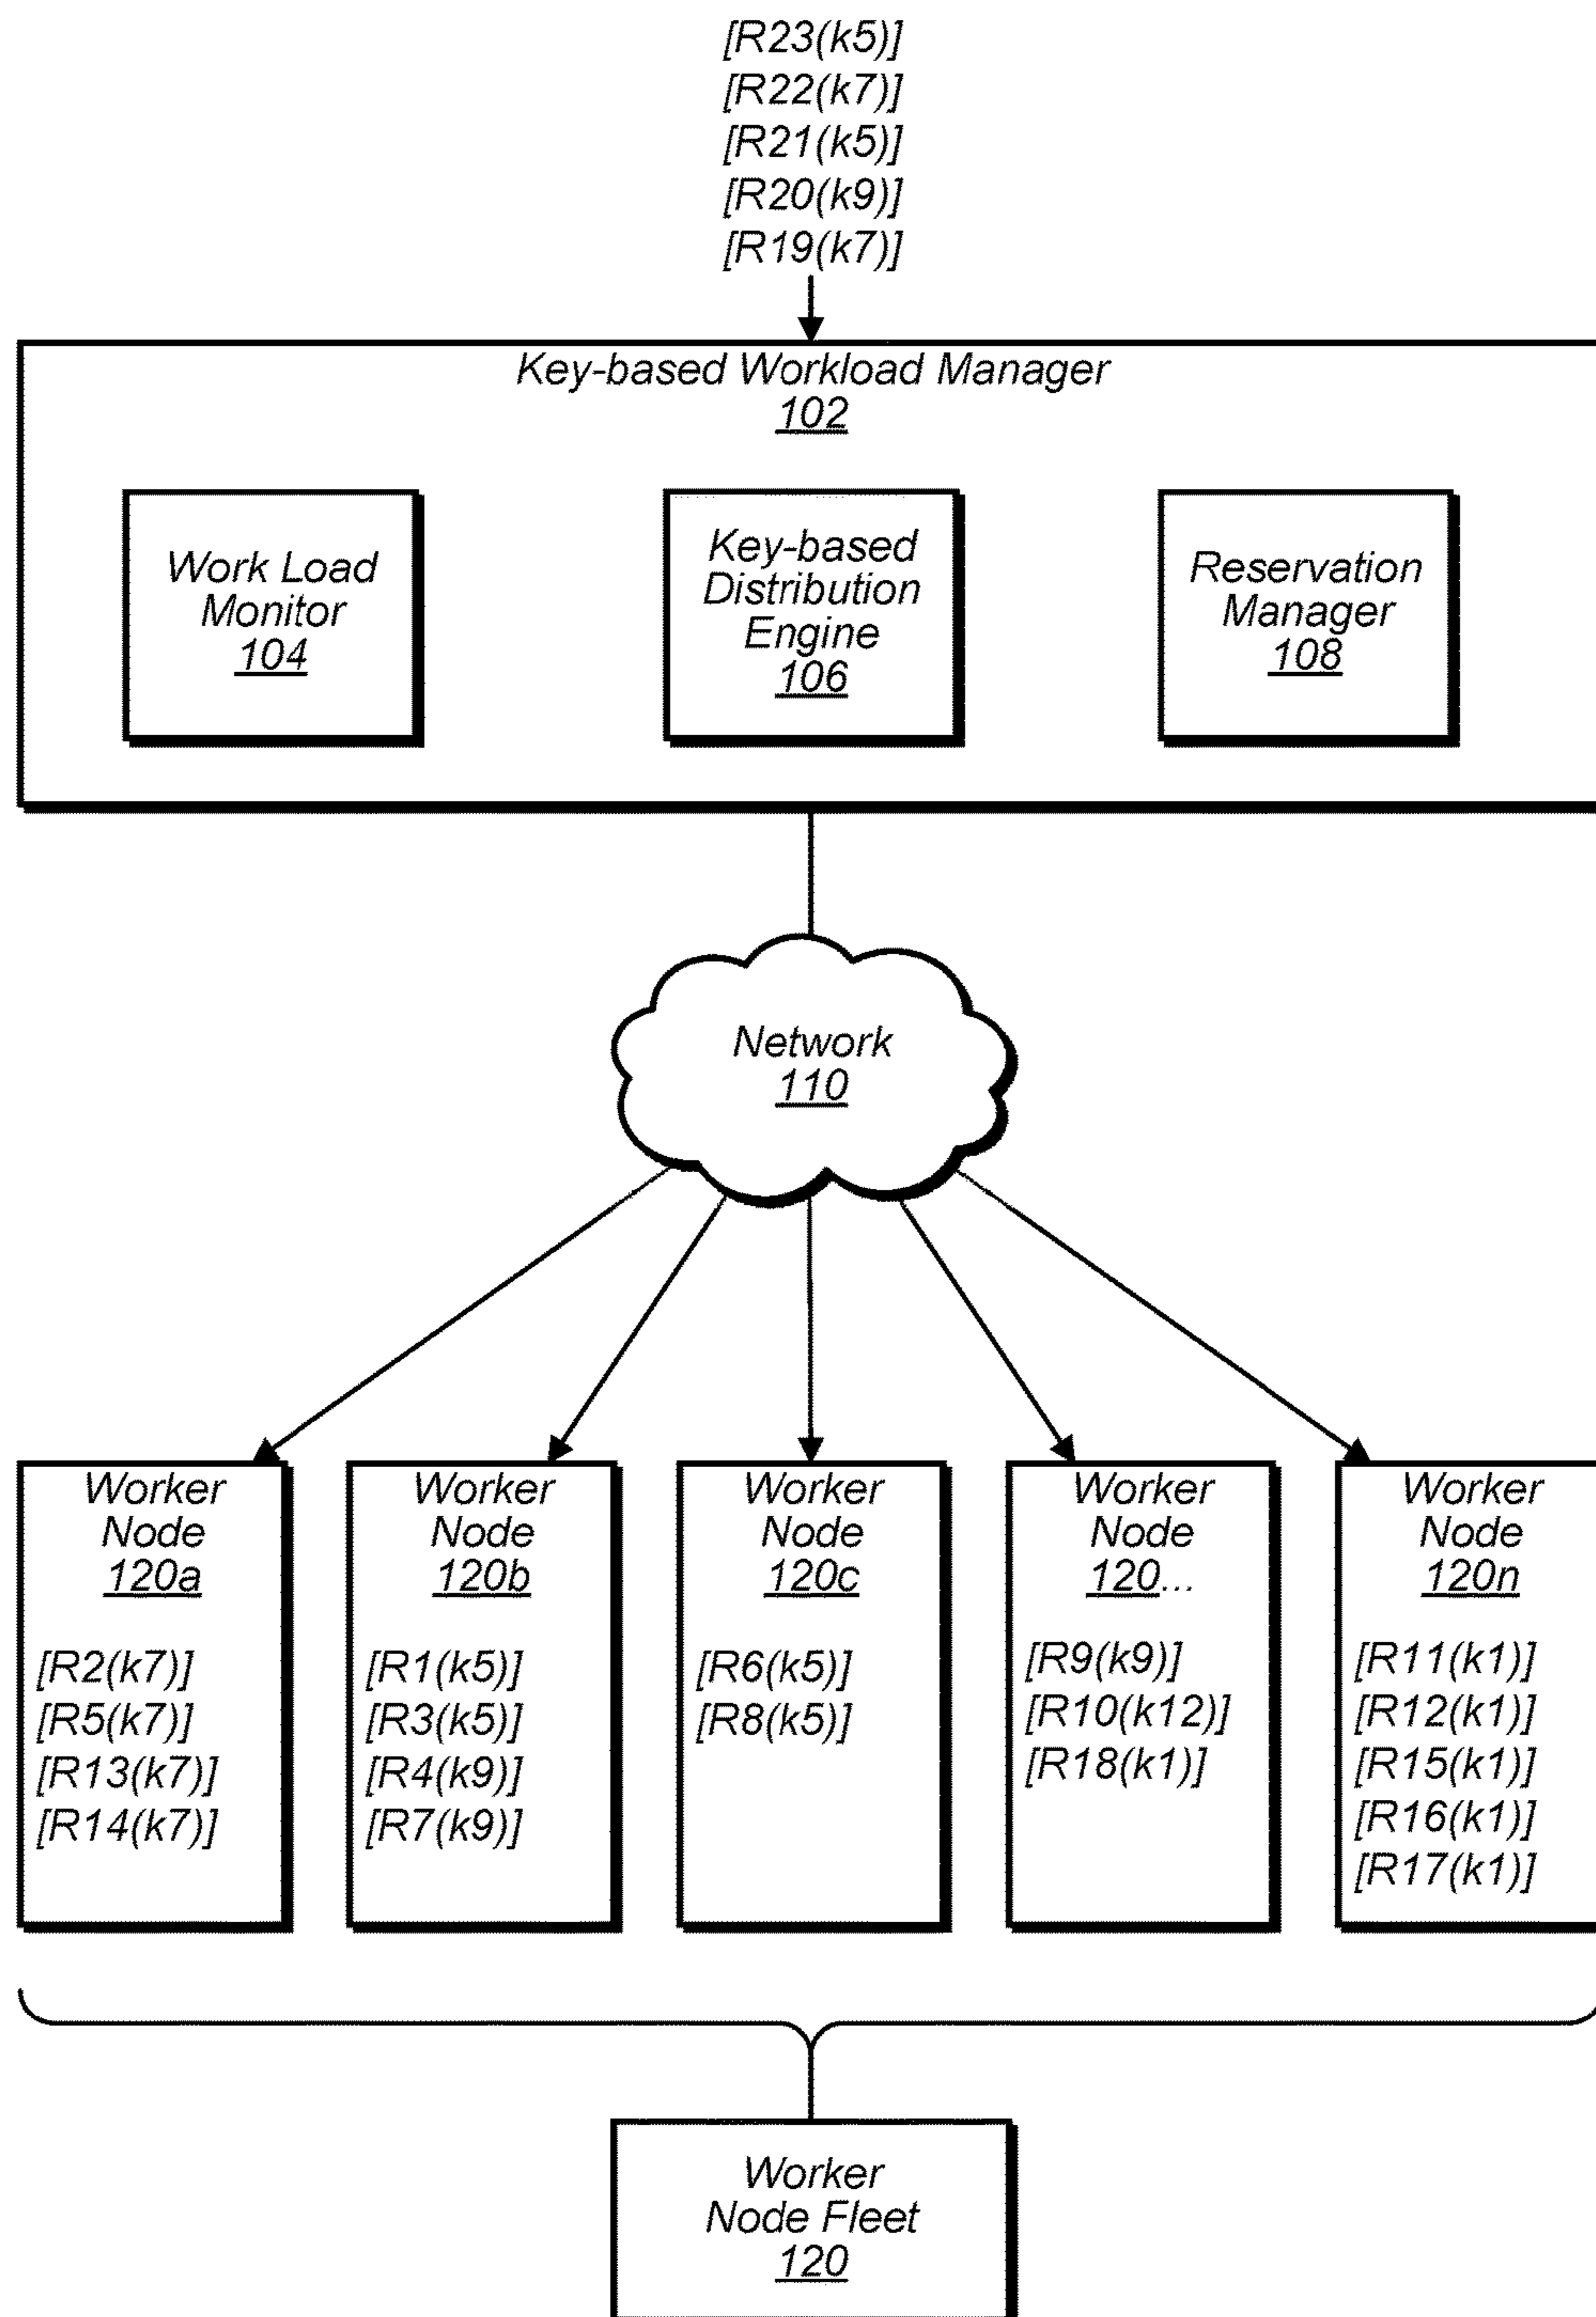 [R23(k5)]
[R22(k7)]
[R21(k5)]
[R20(k9)]
[R19(k7)]
Key-based Workload Manager
102
Work Load
Monitor
104
Key-based
Distribution
Engine
106
Reservation
Manager
108
Network
110
Worker
Node
120a
[R2(k7)]
[R5(k7)]
[R13(k7)]
[R14(k7)]
Worker
Node
120b
[R1(k5)]
[R3(k5)]
[R4(k9)]
[R7(k9)]
Worker
Node
120c
[R6(k5)]
[R8(k5)]
Worker
Node
120...
[R9(k9)]
[R10(k12)]
[R18(k1)]
Worker
Node
120n
[R11(k1)]
[R12(k1)]
[R15(k1)]
[R16(k1)]
[R17(k1)]
Worker
Node Fleet
120